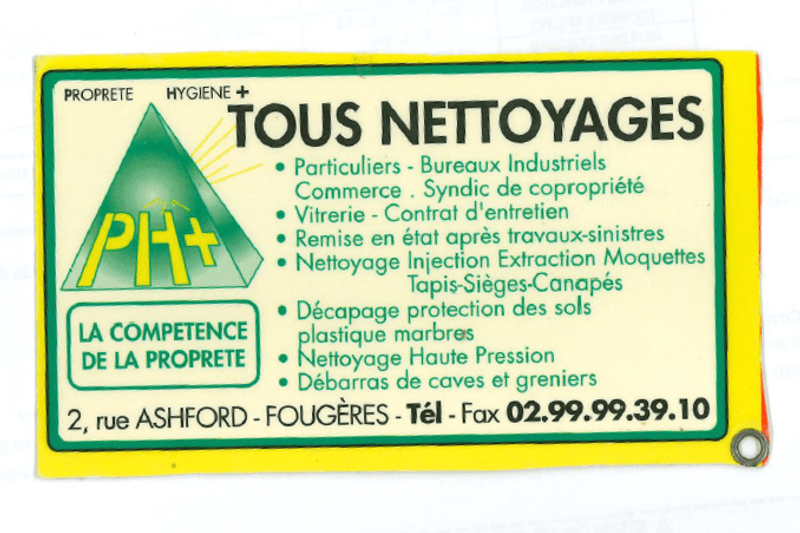 PROPRETE HYGIENE +
TOUS NETTOYAGES
PH+
• Particuliers - Bureaux Industriels
Commerce . Syndic de copropriété
• Vitrerie - Contrat d'entretien
• Remise en état après travaux-sinistres
• Nettoyage Injection Extraction Moquettes
Tapis-Sièges-Canapés
• Décapage protection des sols
plastique marbres
• Nettoyage Haute Pression
• Débarras de caves et greniers
LA COMPETENCE
DE LA PROPRETE
2, rue ASHFORD - FOUGÈRES - Tél - Fax 02.99.99.39.10